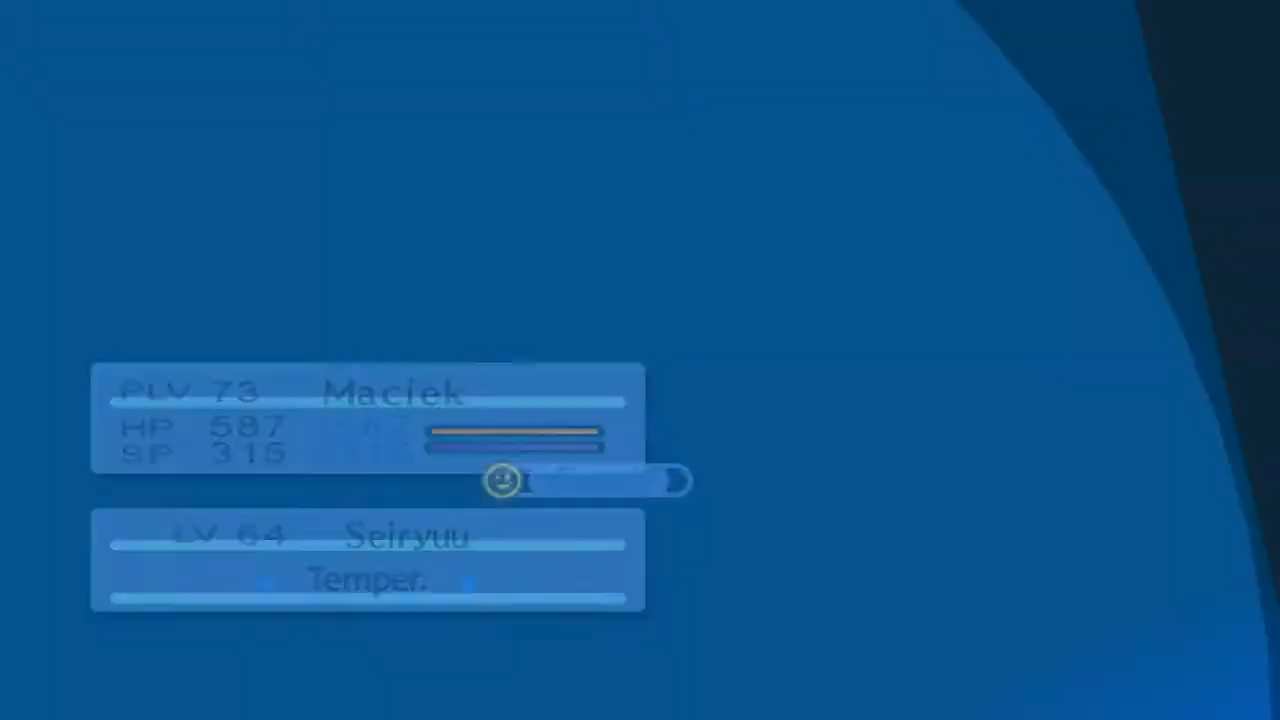 PLV 73 Maciek
HP 587
SP 315
LV 64 Seiryuu
Temper.